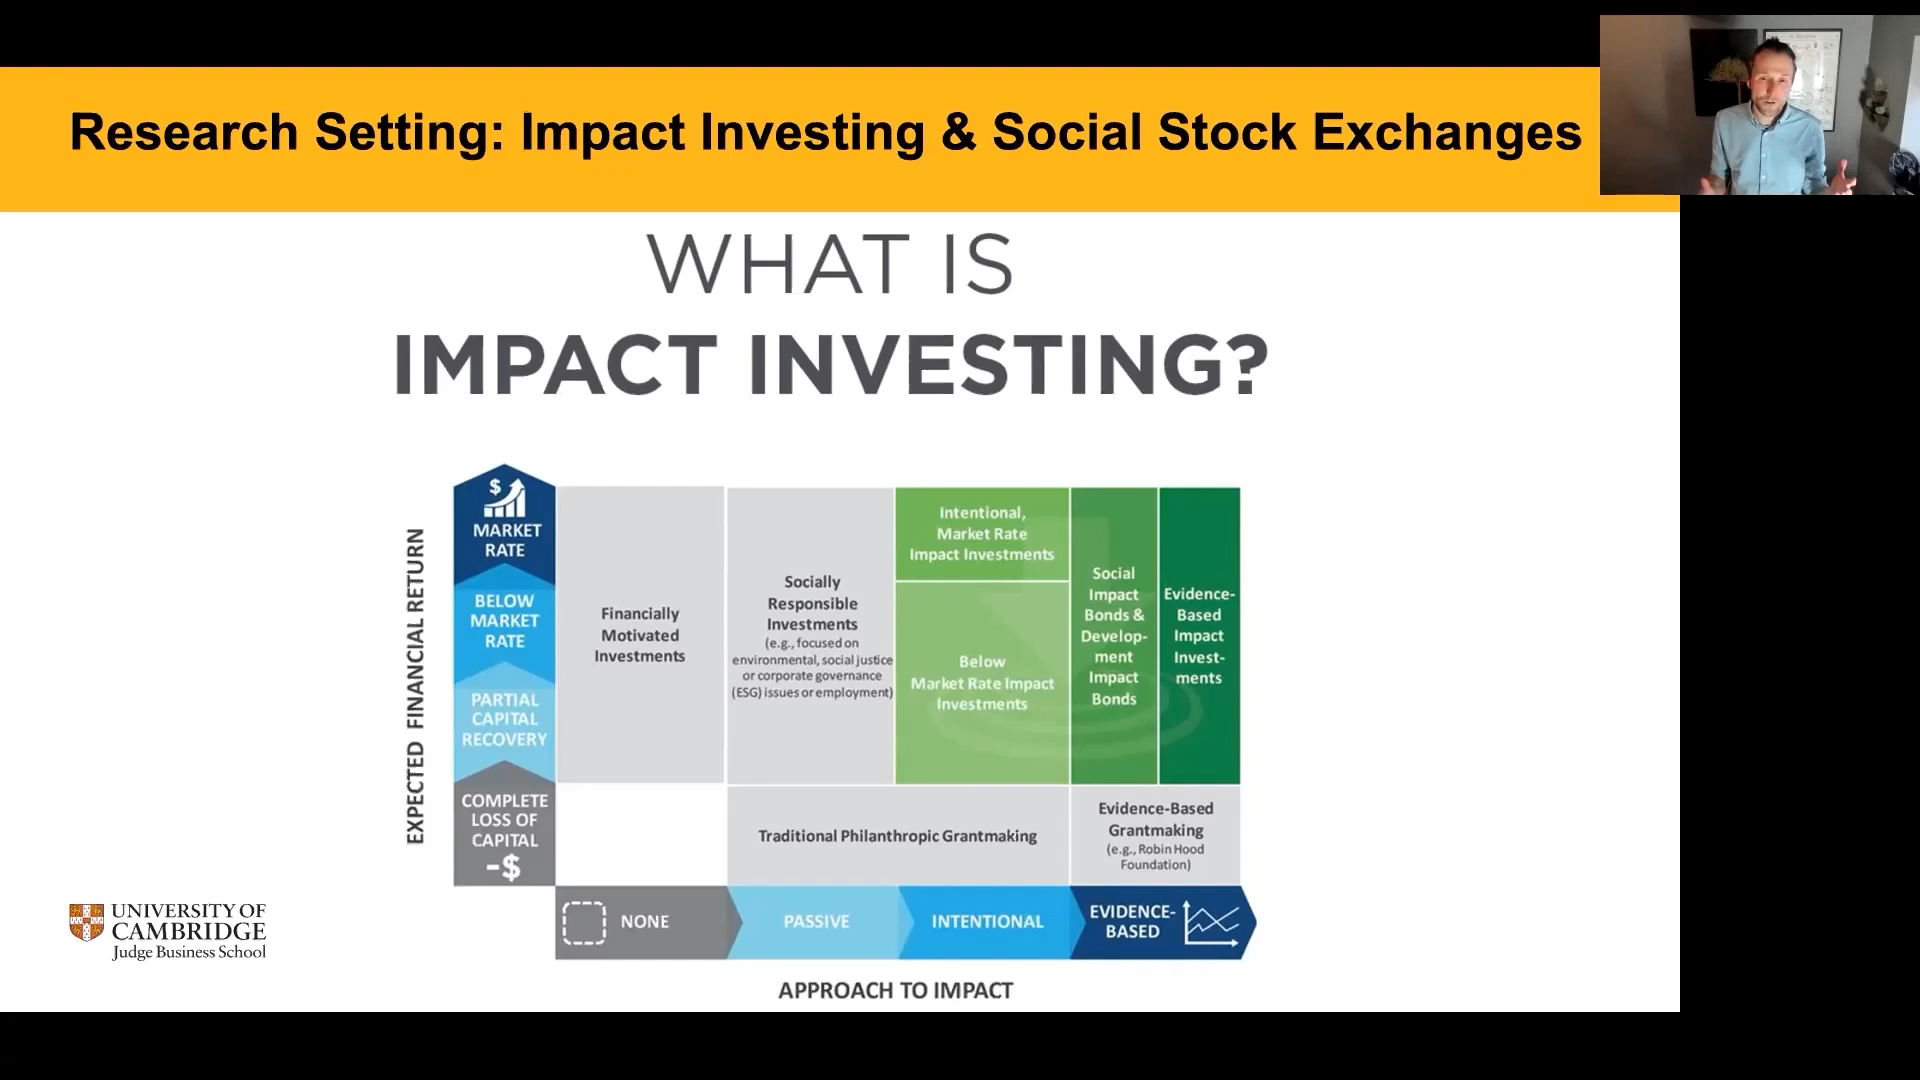 Research Setting: Impact Investing & Social Stock Exchanges
WHAT IS
IMPACT INVESTING?
EXPECTED FINANCIAL RETURN
$
MARKET
RATE
BELOW
MARKET
RATE
PARTIAL
CAPITAL
RECOVERY
COMPLETE
LOSS OF
CAPITAL
-$
Financially
Motivated
Investments
Socially
Responsible
Investments
(e.g., focused on
environmental, social justice
or corporate governance
(ESG) issues or employment)
Intentional,
Market Rate
Impact Investments
Below
Market Rate Impact
Investments
Social
Impact
Bonds &
Develop-
ment
Impact
Bonds
Evidence-
Based
Impact
Invest-
ments
Traditional Philanthropic Grantmaking
Evidence-Based
Grantmaking
(e.g., Robin Hood
Foundation)
NONE
PASSIVE
INTENTIONAL
EVIDENCE-
BASED
APPROACH TO IMPACT
UNIVERSITY OF
CAMBRIDGE
Judge Business School